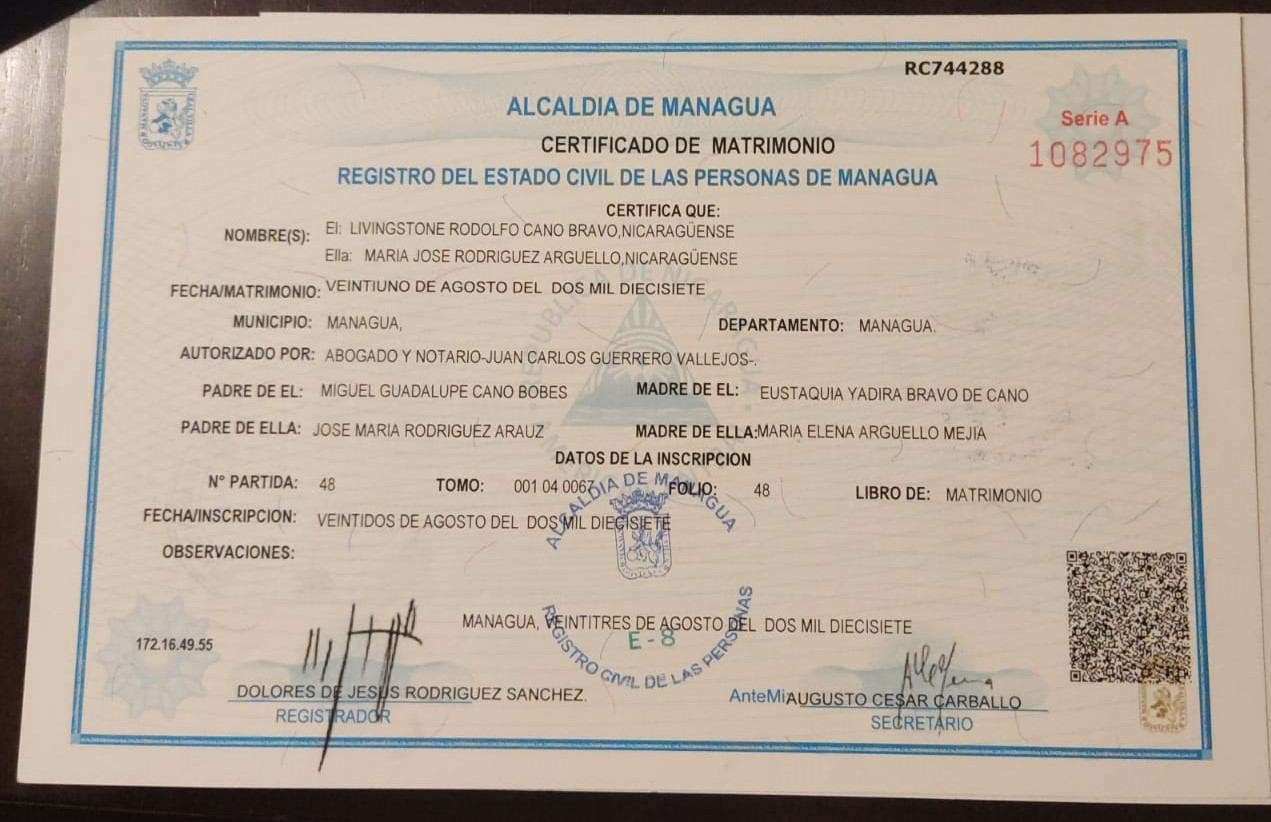 RC744288
ALCALDIA DE MANAGUA
Serie A
CERTIFICADO DE MATRIMONIO
1082975
REGISTRO DEL ESTADO CIVIL DE LAS PERSONAS DE MANAGUA
CERTIFICA QUE:
NOMBRE(S): El: LIVINGSTONE RODOLFO CANO BRAVO,NICARAGÜENSE
Ella: MARIA JOSE RODRIGUEZ ARGUELLO,NICARAGÜENSE
FECHA/MATRIMONIO: VEINTIUNO DE AGOSTO DEL DOS MIL DIECISIETE
MUNICIPIO: MANAGUA, DEPARTAMENTO: MANAGUA.
AUTORIZADO POR: ABOGADO Y NOTARIO-JUAN CARLOS GUERRERO VALLEJOS-.
PADRE DE EL: MIGUEL GUADALUPE CANO BOBES MADRE DE EL: EUSTAQUIA YADIRA BRAVO DE CANO
PADRE DE ELLA: JOSE MARIA RODRIGUEZ ARAUZ MADRE DE ELLA:MARIA ELENA ARGUELLO MEJIA
DATOS DE LA INSCRIPCION
N° PARTIDA: 48 TOMO: 001 04 0067 FOLIO: 48 LIBRO DE: MATRIMONIO
FECHA/INSCRIPCION: VEINTIDOS DE AGOSTO DEL DOS MIL DIECISIETE
OBSERVACIONES:
ALCALDIA DE MANAGUA
REGISTRO CIVIL DE LAS PERSONAS
E-8
MANAGUA, VEINTITRES DE AGOSTO DEL DOS MIL DIECISIETE
172.16.49.55
DOLORES DE JESUS RODRIGUEZ SANCHEZ.
REGISTRADOR
AnteMi AUGUSTO CESAR CARBALLO
SECRETARIO
REPUBLICA DE NICARAGUA